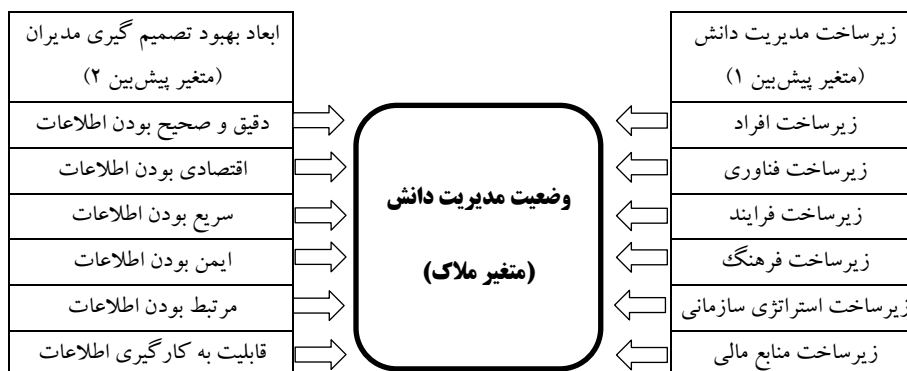 زیرساخت مدیریت دانش
(متغیر پیش‌بین ۱)
زیرساخت افراد
زیرساخت فناوری
زیرساخت فرایند
زیرساخت فرهنگ
زیرساخت استراتژی سازمانی
زیرساخت منابع مالی
وضعیت مدیریت دانش
(متغیر ملاک)
ابعاد بهبود تصمیم گیری مدیران
(متغیر پیش‌بین ۲)
دقیق و صحیح بودن اطلاعات
اقتصادی بودن اطلاعات
سریع بودن اطلاعات
ایمن بودن اطلاعات
مرتبط بودن اطلاعات
قابلیت به کارگیری اطلاعات